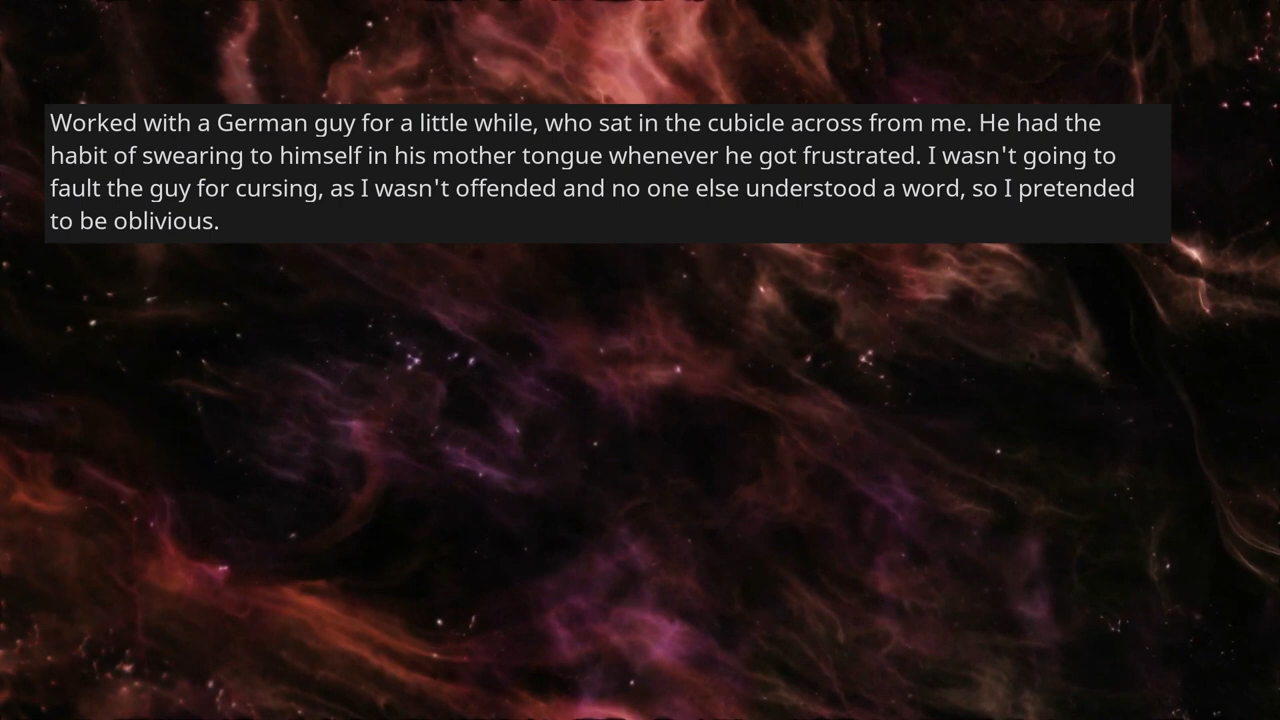 Worked with a German guy for a little while, who sat in the cubicle across from me. He had the
habit of swearing to himself in his mother tongue whenever he got frustrated. I wasn't going to
fault the guy for cursing, as I wasn't offended and no one else understood a word, so I pretended
to be oblivious.